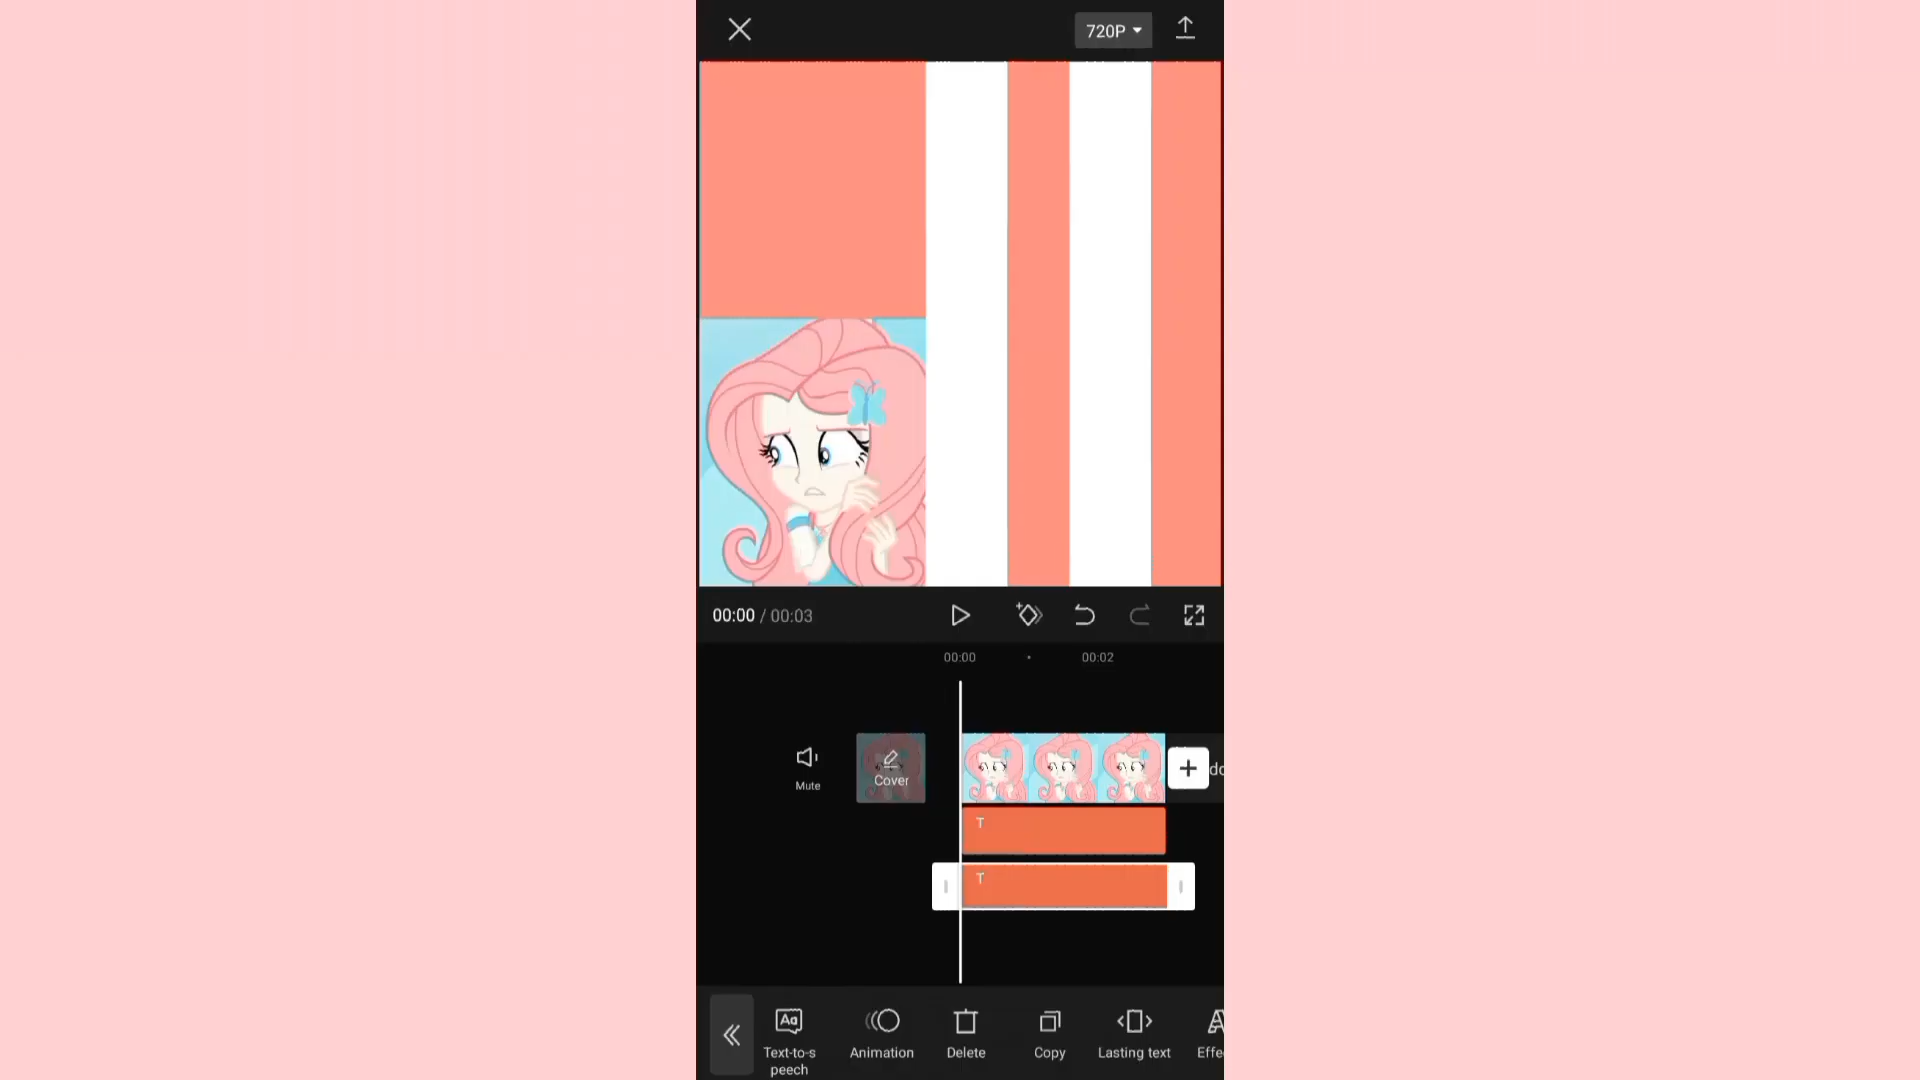 720P
00:00 / 00:03
00:00
00:02
Mute
Cover
T
T
Aa
Text-to-s
peech
Animation
Delete
Copy
Lasting text
Effe